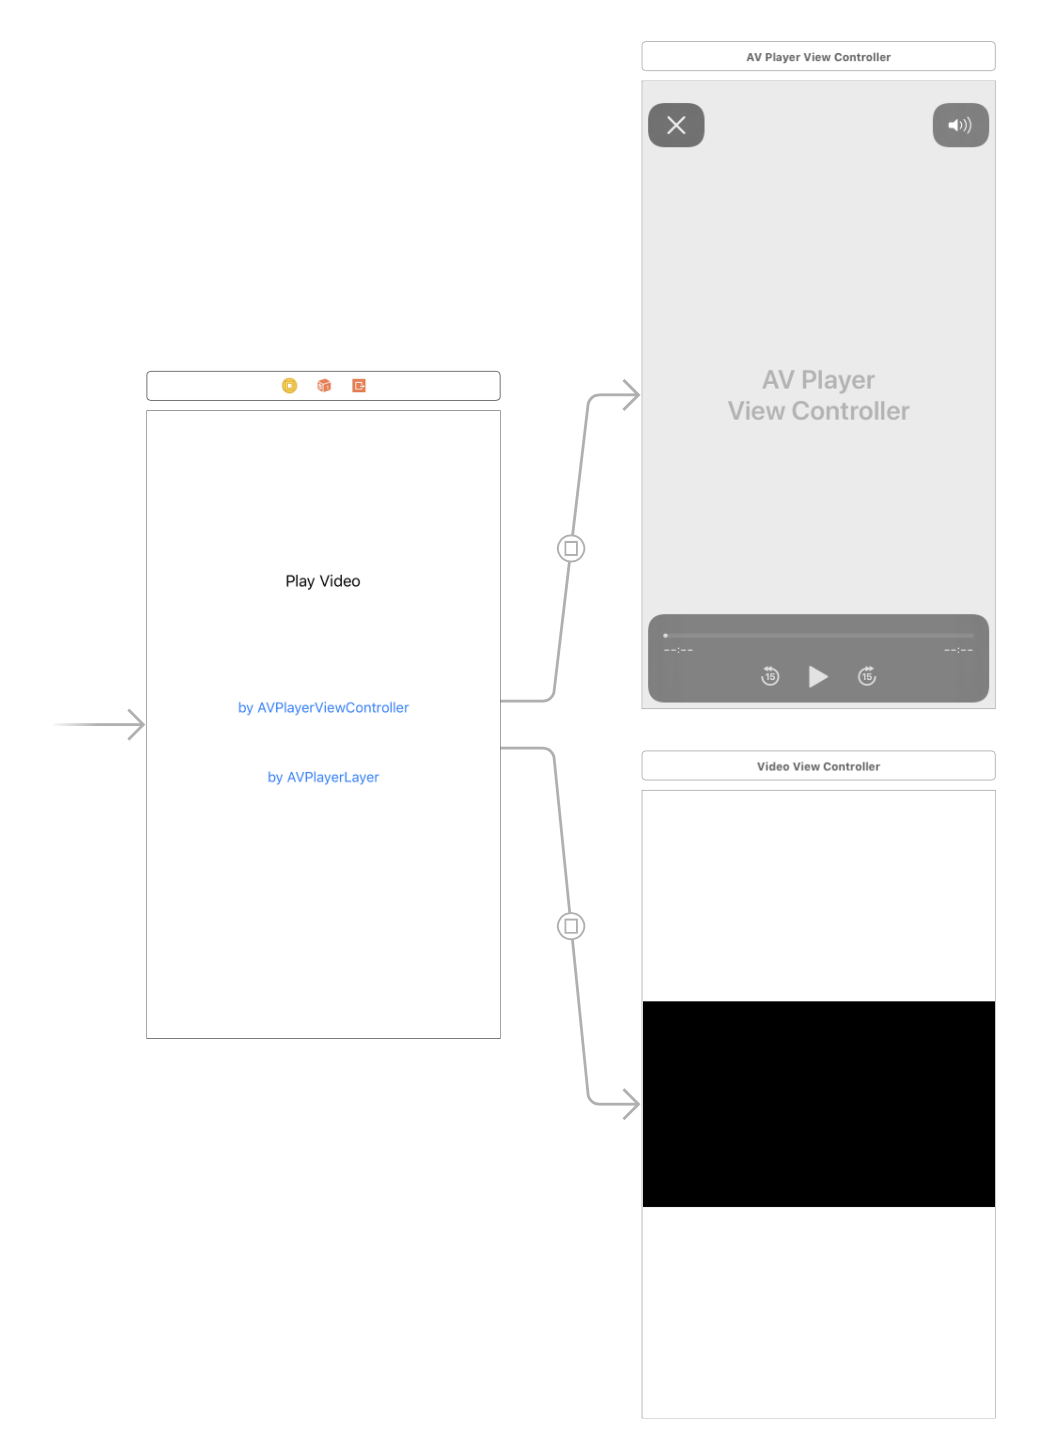 AV Player View Controller
AV Player
View Controller
--:-- --:--
15 15
Play Video
by AVPlayerViewController
by AVPlayerLayer
Video View Controller